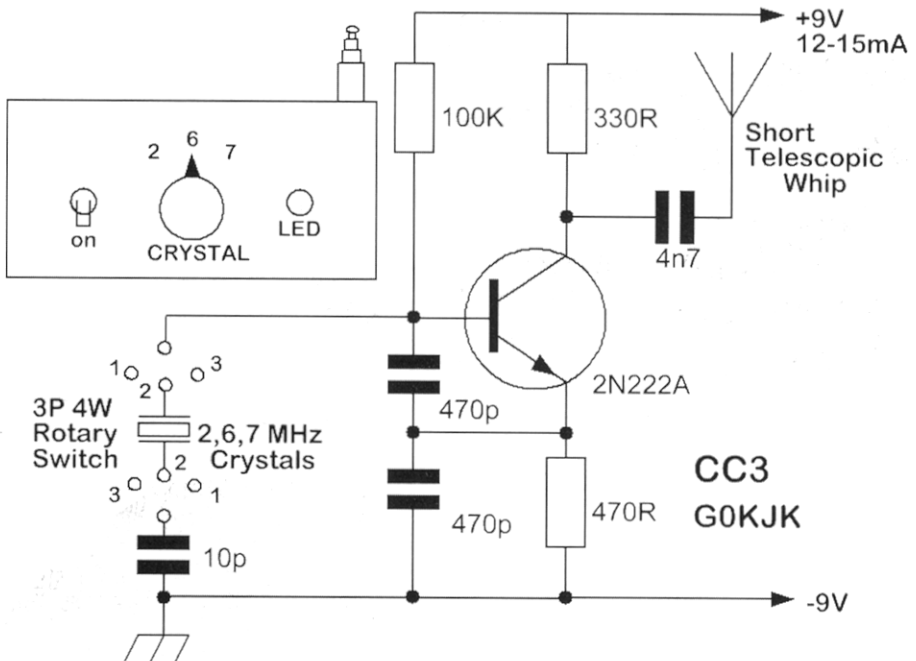 +9V
12-15mA
100K
330R
Short
Telescopic
Whip
2 6 7
on
CRYSTAL
LED
4n7
2N222A
1 2 3
470p
3P 4W
Rotary
Switch
2,6,7 MHz
Crystals
3 2 1
470p
470R
CC3
G0KJK
10p
-9V